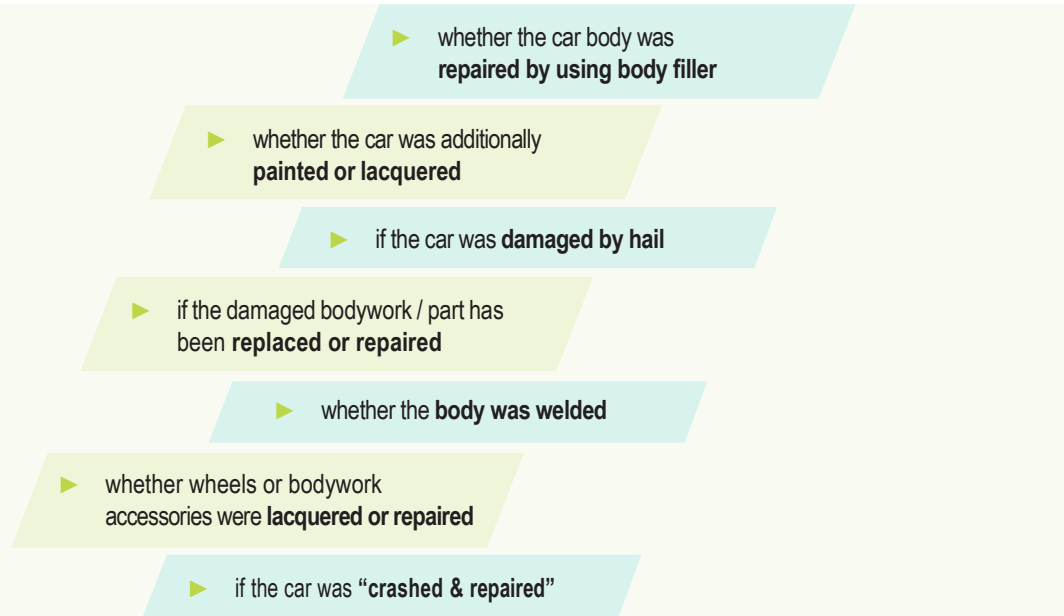 whether the car body was
repaired by using body filler
whether the car was additionally
painted or lacquered
if the car was damaged by hail
if the damaged bodywork / part has
been replaced or repaired
whether the body was welded
whether wheels or bodywork
accessories were lacquered or repaired
if the car was “crashed & repaired”